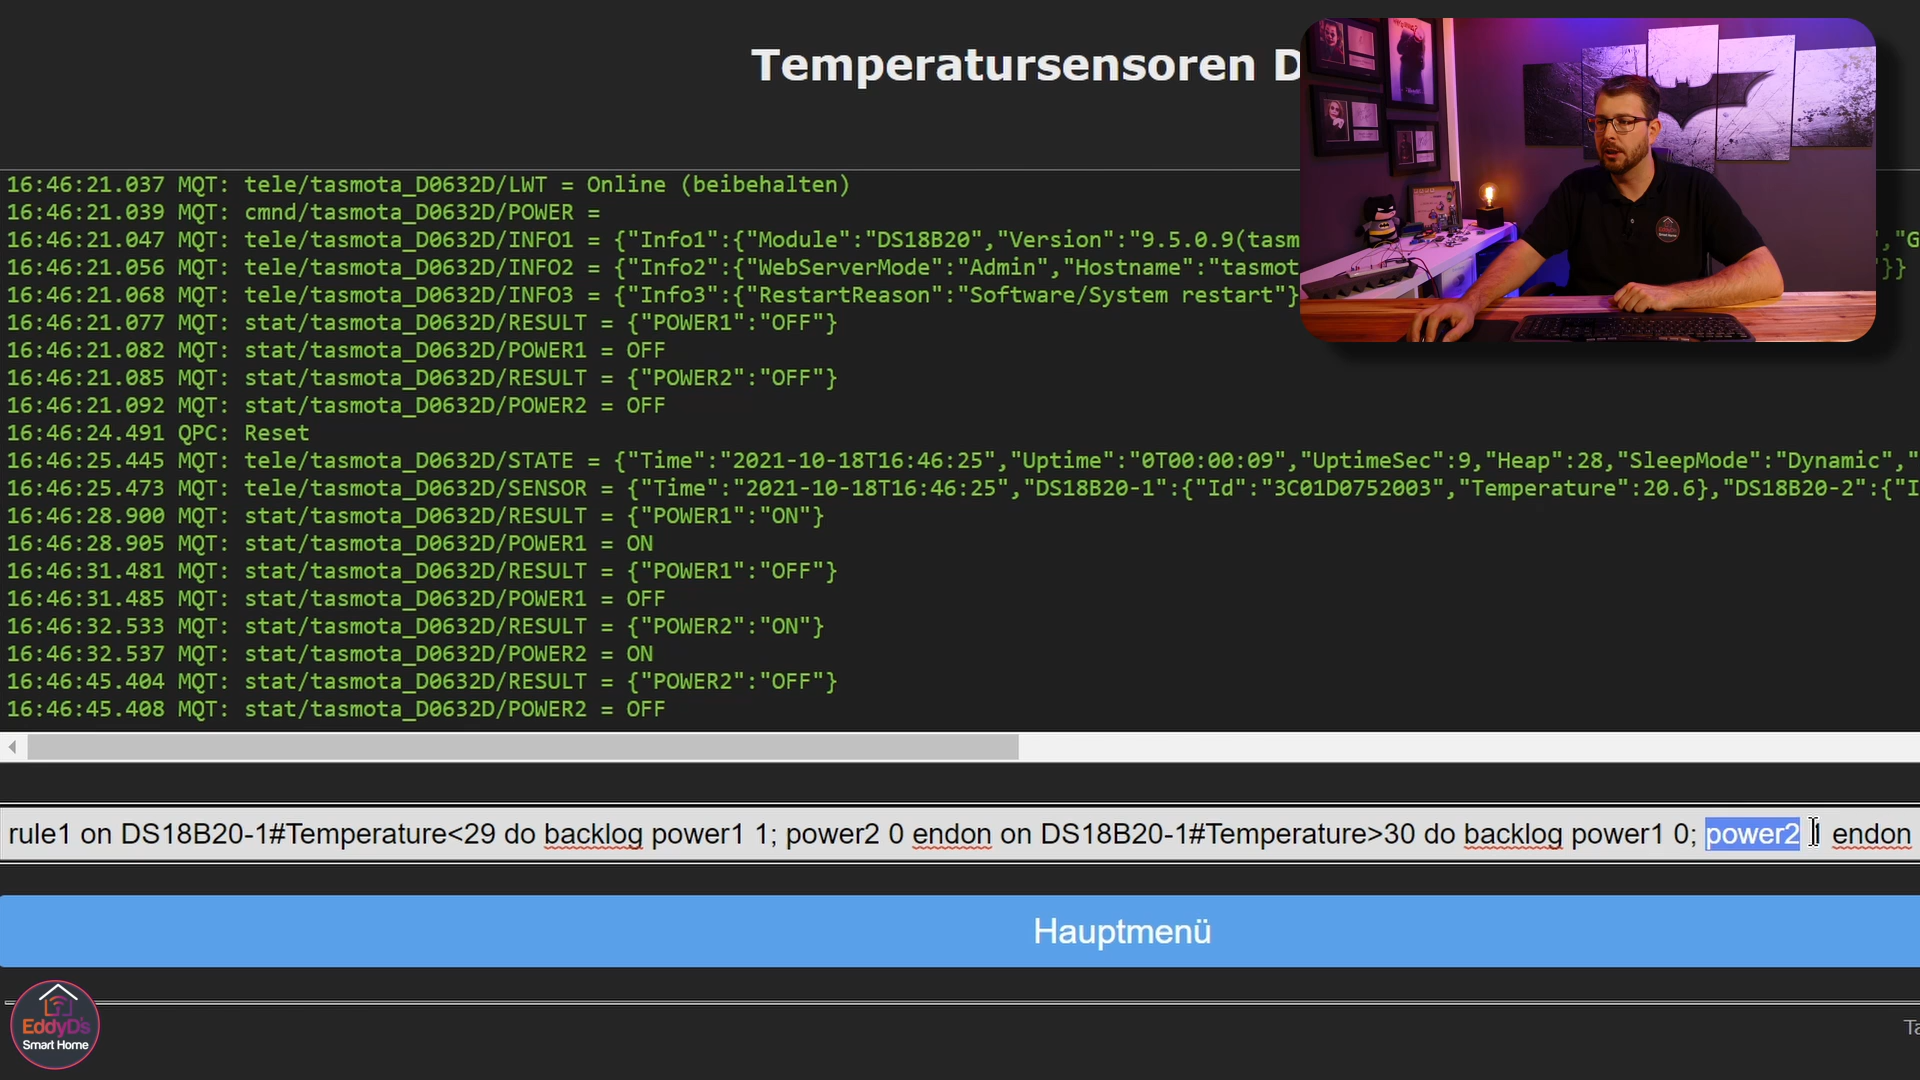 Temperatursensoren D
16:46:21.037 MQT: tele/tasmota_D0632D/LWT = Online (beibehalten)
16:46:21.039 MQT: cmnd/tasmota_D0632D/POWER =
16:46:21.047 MQT: tele/tasmota_D0632D/INFO1 = {"Info1":{"Module":"DS18B20","Version":"9.5.0.9(tasm ","G
16:46:21.056 MQT: tele/tasmota_D0632D/INFO2 = {"Info2":{"WebServerMode":"Admin","Hostname":"tasmot "}}
16:46:21.068 MQT: tele/tasmota_D0632D/INFO3 = {"Info3":{"RestartReason":"Software/System restart"}
16:46:21.077 MQT: stat/tasmota_D0632D/RESULT = {"POWER1":"OFF"}
16:46:21.082 MQT: stat/tasmota_D0632D/POWER1 = OFF
16:46:21.085 MQT: stat/tasmota_D0632D/RESULT = {"POWER2":"OFF"}
16:46:21.092 MQT: stat/tasmota_D0632D/POWER2 = OFF
16:46:24.491 QPC: Reset
16:46:25.445 MQT: tele/tasmota_D0632D/STATE = {"Time":"2021-10-18T16:46:25","Uptime":"0T00:00:09","UptimeSec":9,"Heap":28,"SleepMode":"Dynamic","
16:46:25.473 MQT: tele/tasmota_D0632D/SENSOR = {"Time":"2021-10-18T16:46:25","DS18B20-1":{"Id":"3C01D0752003","Temperature":20.6},"DS18B20-2":{"I
16:46:28.900 MQT: stat/tasmota_D0632D/RESULT = {"POWER1":"ON"}
16:46:28.905 MQT: stat/tasmota_D0632D/POWER1 = ON
16:46:31.481 MQT: stat/tasmota_D0632D/RESULT = {"POWER1":"OFF"}
16:46:31.485 MQT: stat/tasmota_D0632D/POWER1 = OFF
16:46:32.533 MQT: stat/tasmota_D0632D/RESULT = {"POWER2":"ON"}
16:46:32.537 MQT: stat/tasmota_D0632D/POWER2 = ON
16:46:45.404 MQT: stat/tasmota_D0632D/RESULT = {"POWER2":"OFF"}
16:46:45.408 MQT: stat/tasmota_D0632D/POWER2 = OFF
rule1 on DS18B20-1#Temperature<29 do backlog power1 1; power2 0 endon on DS18B20-1#Temperature>30 do backlog power1 0; power2 1 endon
Hauptmenü
EddyD's
Smart Home
Ta